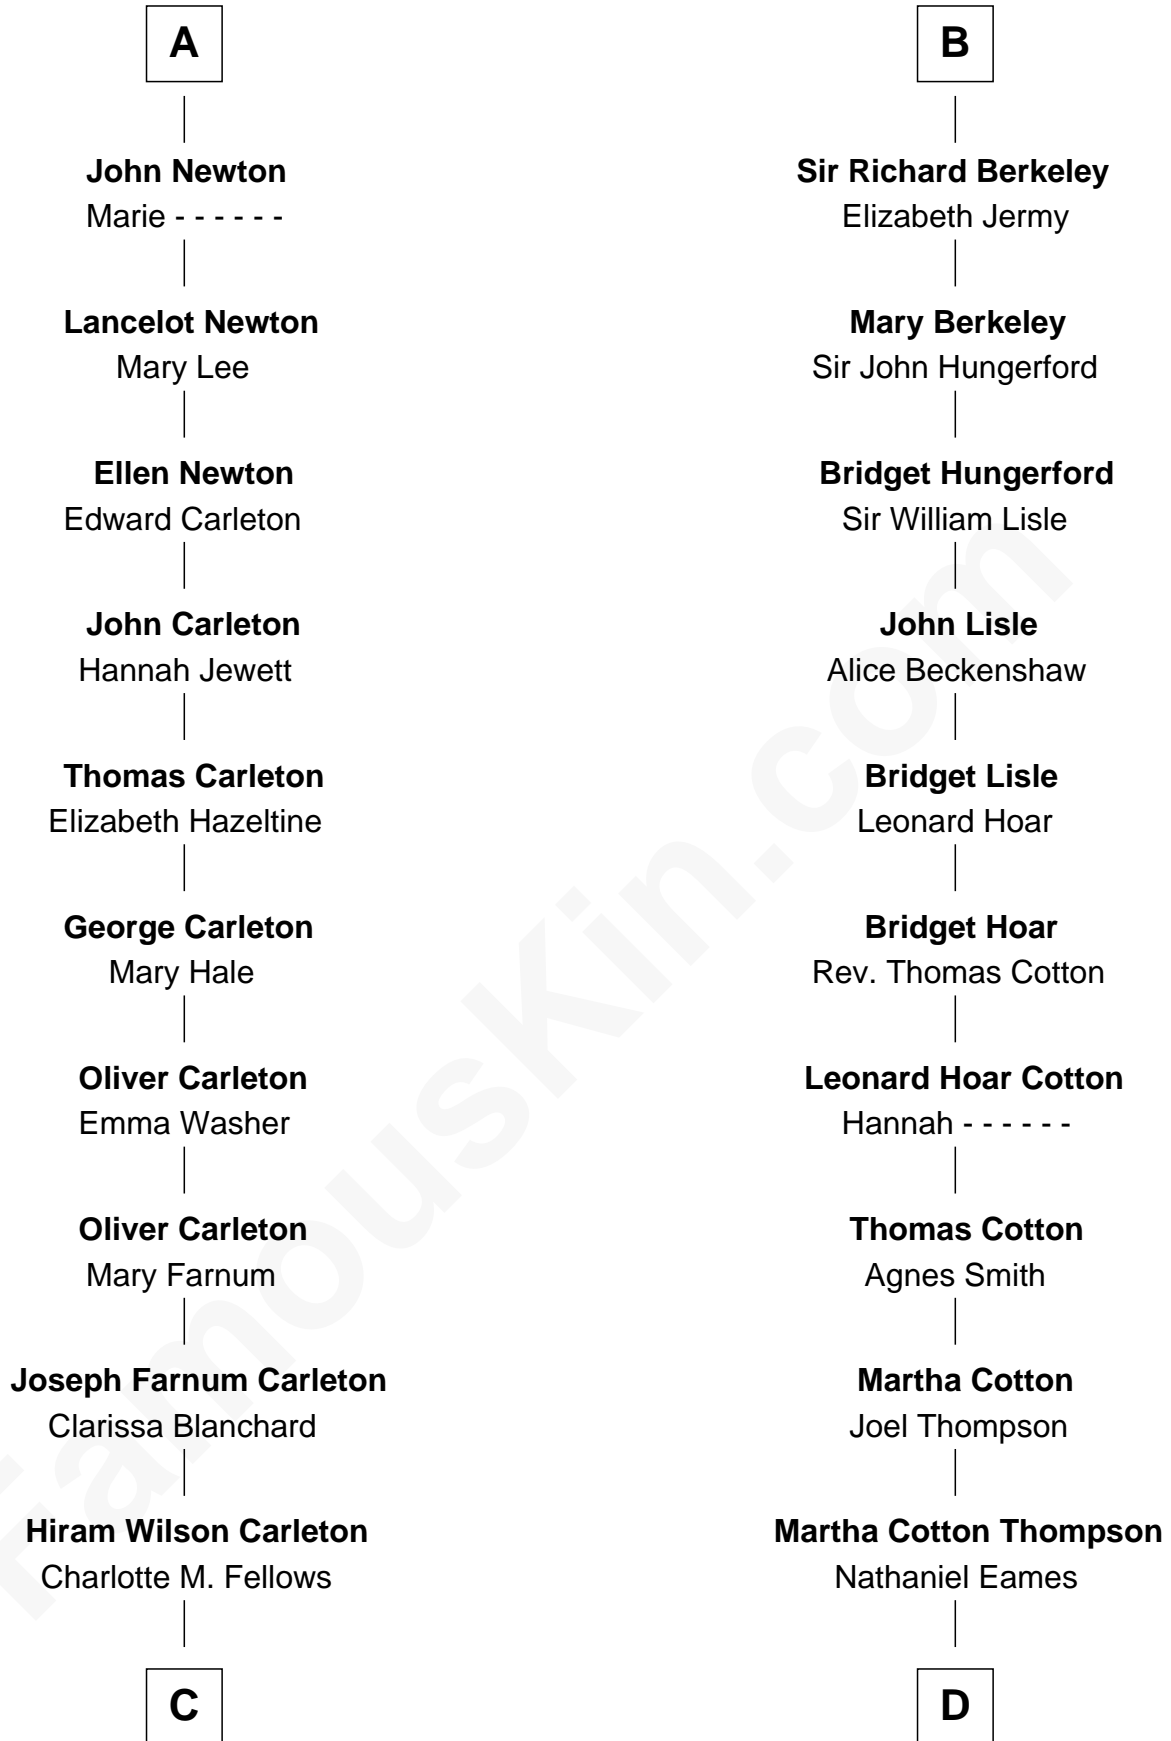 A
John Newton
Marie - - - - - -
Lancelot Newton
Mary Lee
Ellen Newton
Edward Carleton
John Carleton
Hannah Jewett
Thomas Carleton
Elizabeth Hazeltine
George Carleton
Mary Hale
Oliver Carleton
Emma Washer
Oliver Carleton
Mary Farnum
Joseph Farnum Carleton
Clarissa Blanchard
Hiram Wilson Carleton
Charlotte M. Fellows
C
B
Sir Richard Berkeley
Elizabeth Jermy
Mary Berkeley
Sir John Hungerford
Bridget Hungerford
Sir William Lisle
John Lisle
Alice Beckenshaw
Bridget Lisle
Leonard Hoar
Bridget Hoar
Rev. Thomas Cotton
Leonard Hoar Cotton
Hannah - - - - - -
Thomas Cotton
Agnes Smith
Martha Cotton
Joel Thompson
Martha Cotton Thompson
Nathaniel Eames
D
FamousKin.com